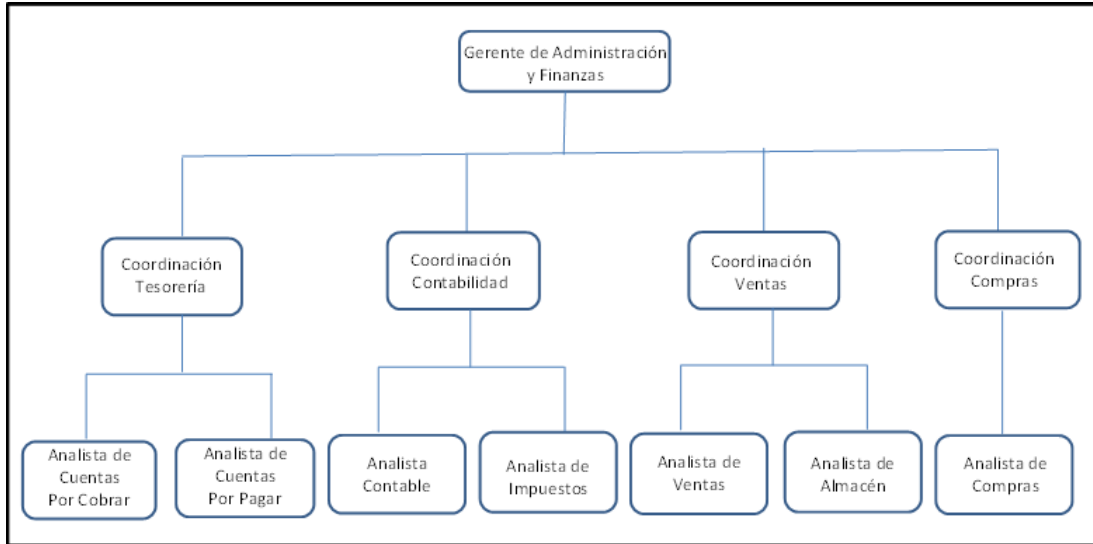 Gerente de Administración
y Finanzas
Coordinación
Tesorería
Coordinación
Contabilidad
Coordinación
Ventas
Coordinación
Compras
Analista de
Cuentas
Por Cobrar
Analista de
Cuentas
Por Pagar
Analista
Contable
Analista de
Impuestos
Analista de
Ventas
Analista de
Almacén
Analista de
Compras